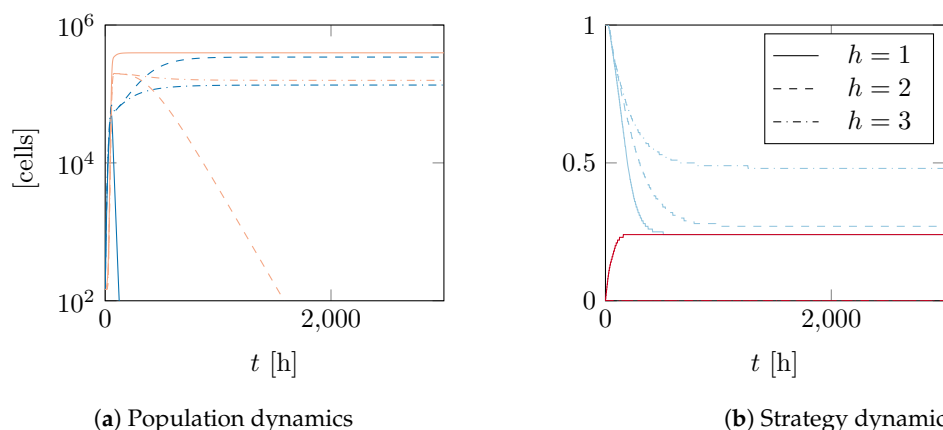 10^6
10^4
10^2
[cells]
0
2,000
t [h]
(a) Population dynamics
1
0.5
0
h = 1
h = 2
h = 3
0
2,000
t [h]
(b) Strategy dynamic